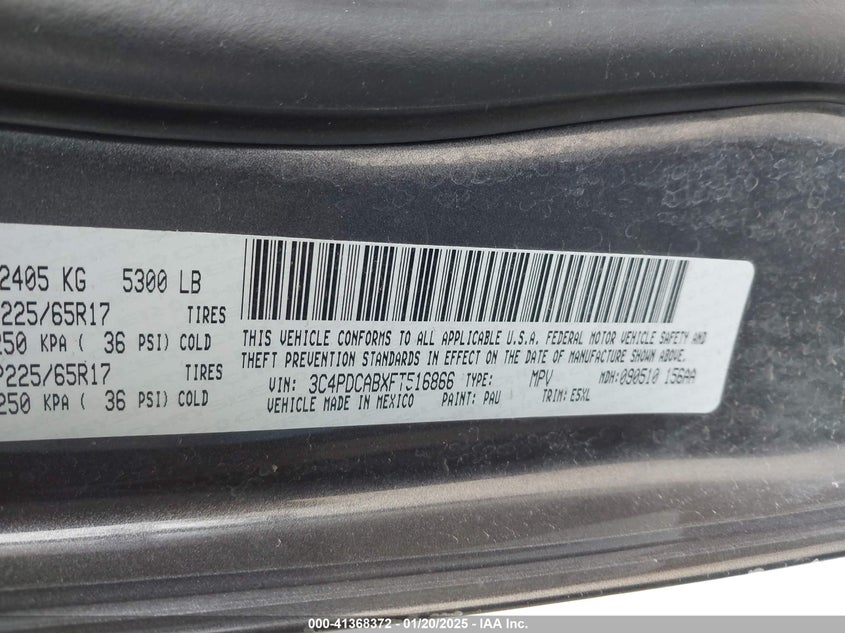 2405 KG 5300 LB
225/65R17 TIRES
250 KPA ( 36 PSI) COLD
P225/65R17 TIRES
250 KPA ( 36 PSI) COLD
THIS VEHICLE CONFORMS TO ALL APPLICABLE U.S.A. FEDERAL MOTOR VEHICLE SAFETY AND
THEFT PREVENTION STANDARDS IN EFFECT ON THE DATE OF MANUFACTURE SHOWN ABOVE.
VIN: 3C4PDCABXFT516866 TYPE: MPV MDH:090510 156AA
VEHICLE MADE IN MEXICO PAINT: PAU TRIM: E5XL
000-41368372 - 01/20/2025 - IAA Inc.